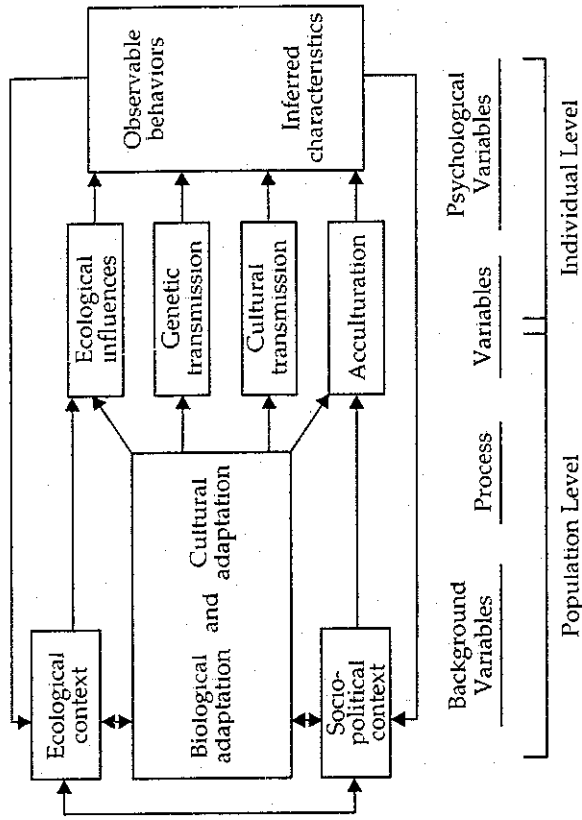 Ecological
context
Biological
adaptation
and
Cultural
adaptation
Socio-
political
context
Ecological
influences
Genetic
transmission
Cultural
transmission
Acculturation
Observable
behaviors
Inferred
characteristics
Background
Variables
Process
Variables
Psychological
Variables
Population Level
Individual Level